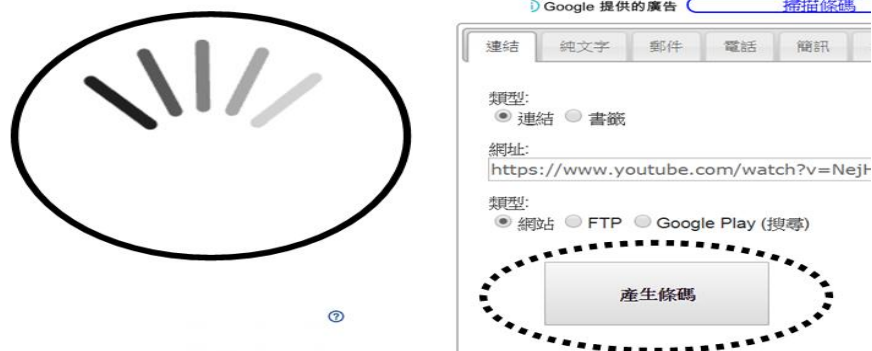 Google 提供的廣告 掃描條碼
連結 純文字 郵件 電話 簡訊
類型:
連結 書籤
網址:
https://www.youtube.com/watch?v=NejH
類型:
網站 FTP Google Play (搜尋)
產生條碼
?